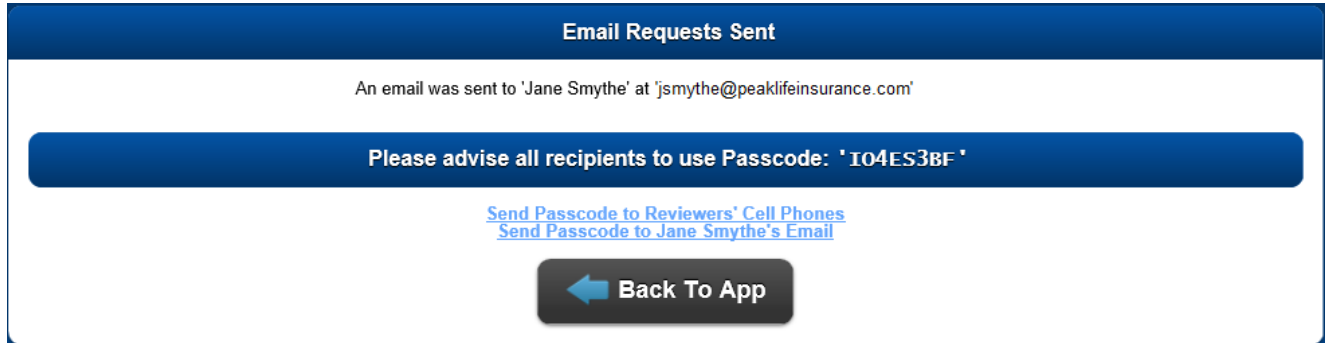 Email Requests Sent
An email was sent to 'Jane Smythe' at 'jsmythe@peaklifeinsurance.com'
Please advise all recipients to use Passcode: 'IO4ES3BF'
Send Passcode to Reviewers' Cell Phones
Send Passcode to Jane Smythe's Email
Back To App